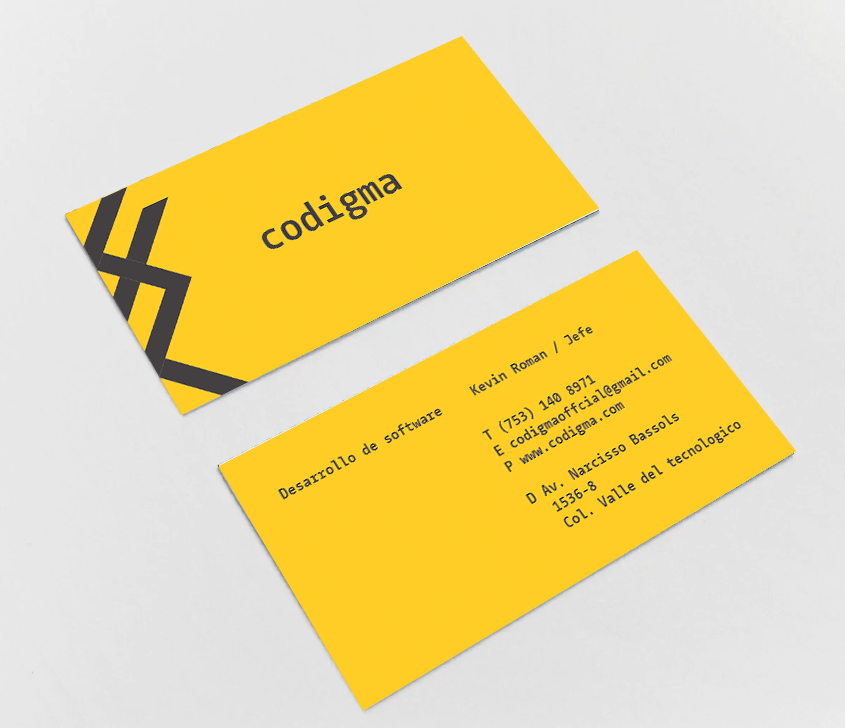 codigma
Desarrollo de software
Kevin Roman / Jefe
T (753) 140 8971
E codigmaoffcial@gmail.com
P www.codigma.com
D Av. Narcisso Bassols
1536-8
Col. Valle del tecnologico